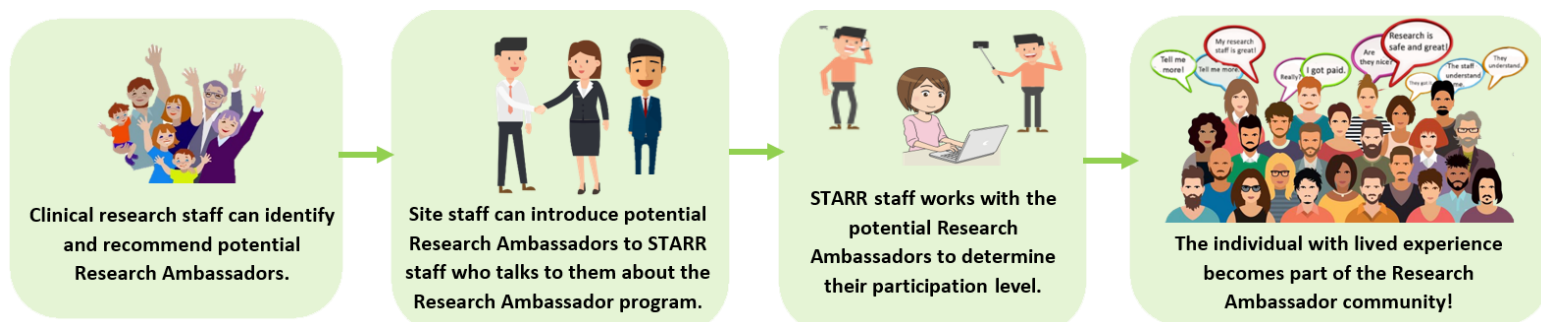 Clinical research staff can identify
and recommend potential
Research Ambassadors.
Site staff can introduce potential
Research Ambassadors to STARR
staff who talks to them about the
Research Ambassador program.
STARR staff works with the
potential Research
Ambassadors to determine
their participation level.
Tell me
more!
Tell me more.
My research
staff is great!
Really?
I got paid.
Are
they nice?
Research is
safe and great!
The staff
understand
me.
They
understand.
The individual with lived experience
becomes part of the Research
Ambassador community!